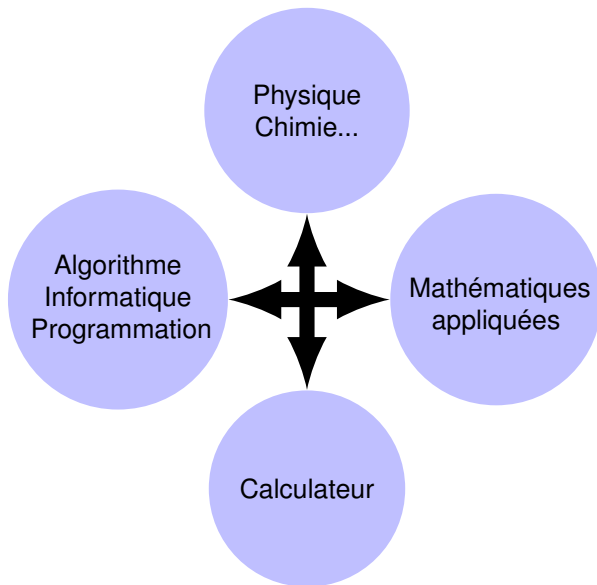 Physique
Chimie...
Algorithme
Informatique
Programmation
Mathématiques
appliquées
Calculateur